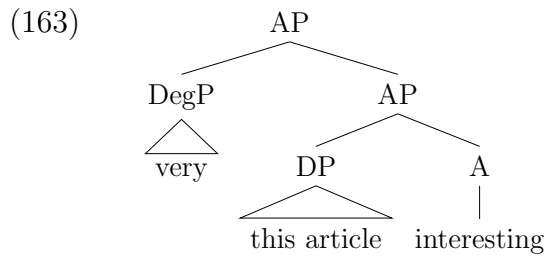 (163) AP
DegP AP
very DP A
this article interesting